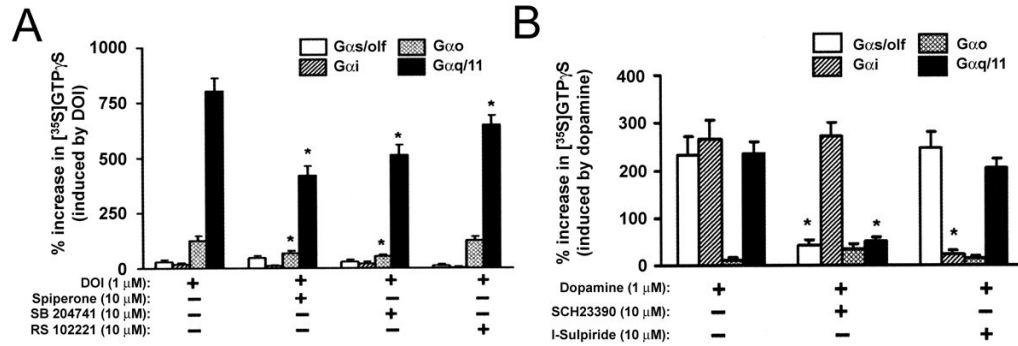 A
% increase in [³⁵S]GTPγS
(induced by DOI)
1000
750
500
250
0
Gαs/olf
Gαo
Gαi
Gαq/11
*
*
*
*
*
DOI (1 μM): + + + +
Spiperone (10 μM): – + – –
SB 204741 (10 μM): – – + –
RS 102221 (10 μM): – – – +
B
% increase in [³⁵S]GTPγS
(induced by dopamine)
400
300
200
100
0
Gαs/olf
Gαo
Gαi
Gαq/11
*
*
*
Dopamine (1 μM): + + +
SCH23390 (10 μM): – + –
l-Sulpiride (10 μM): – – +